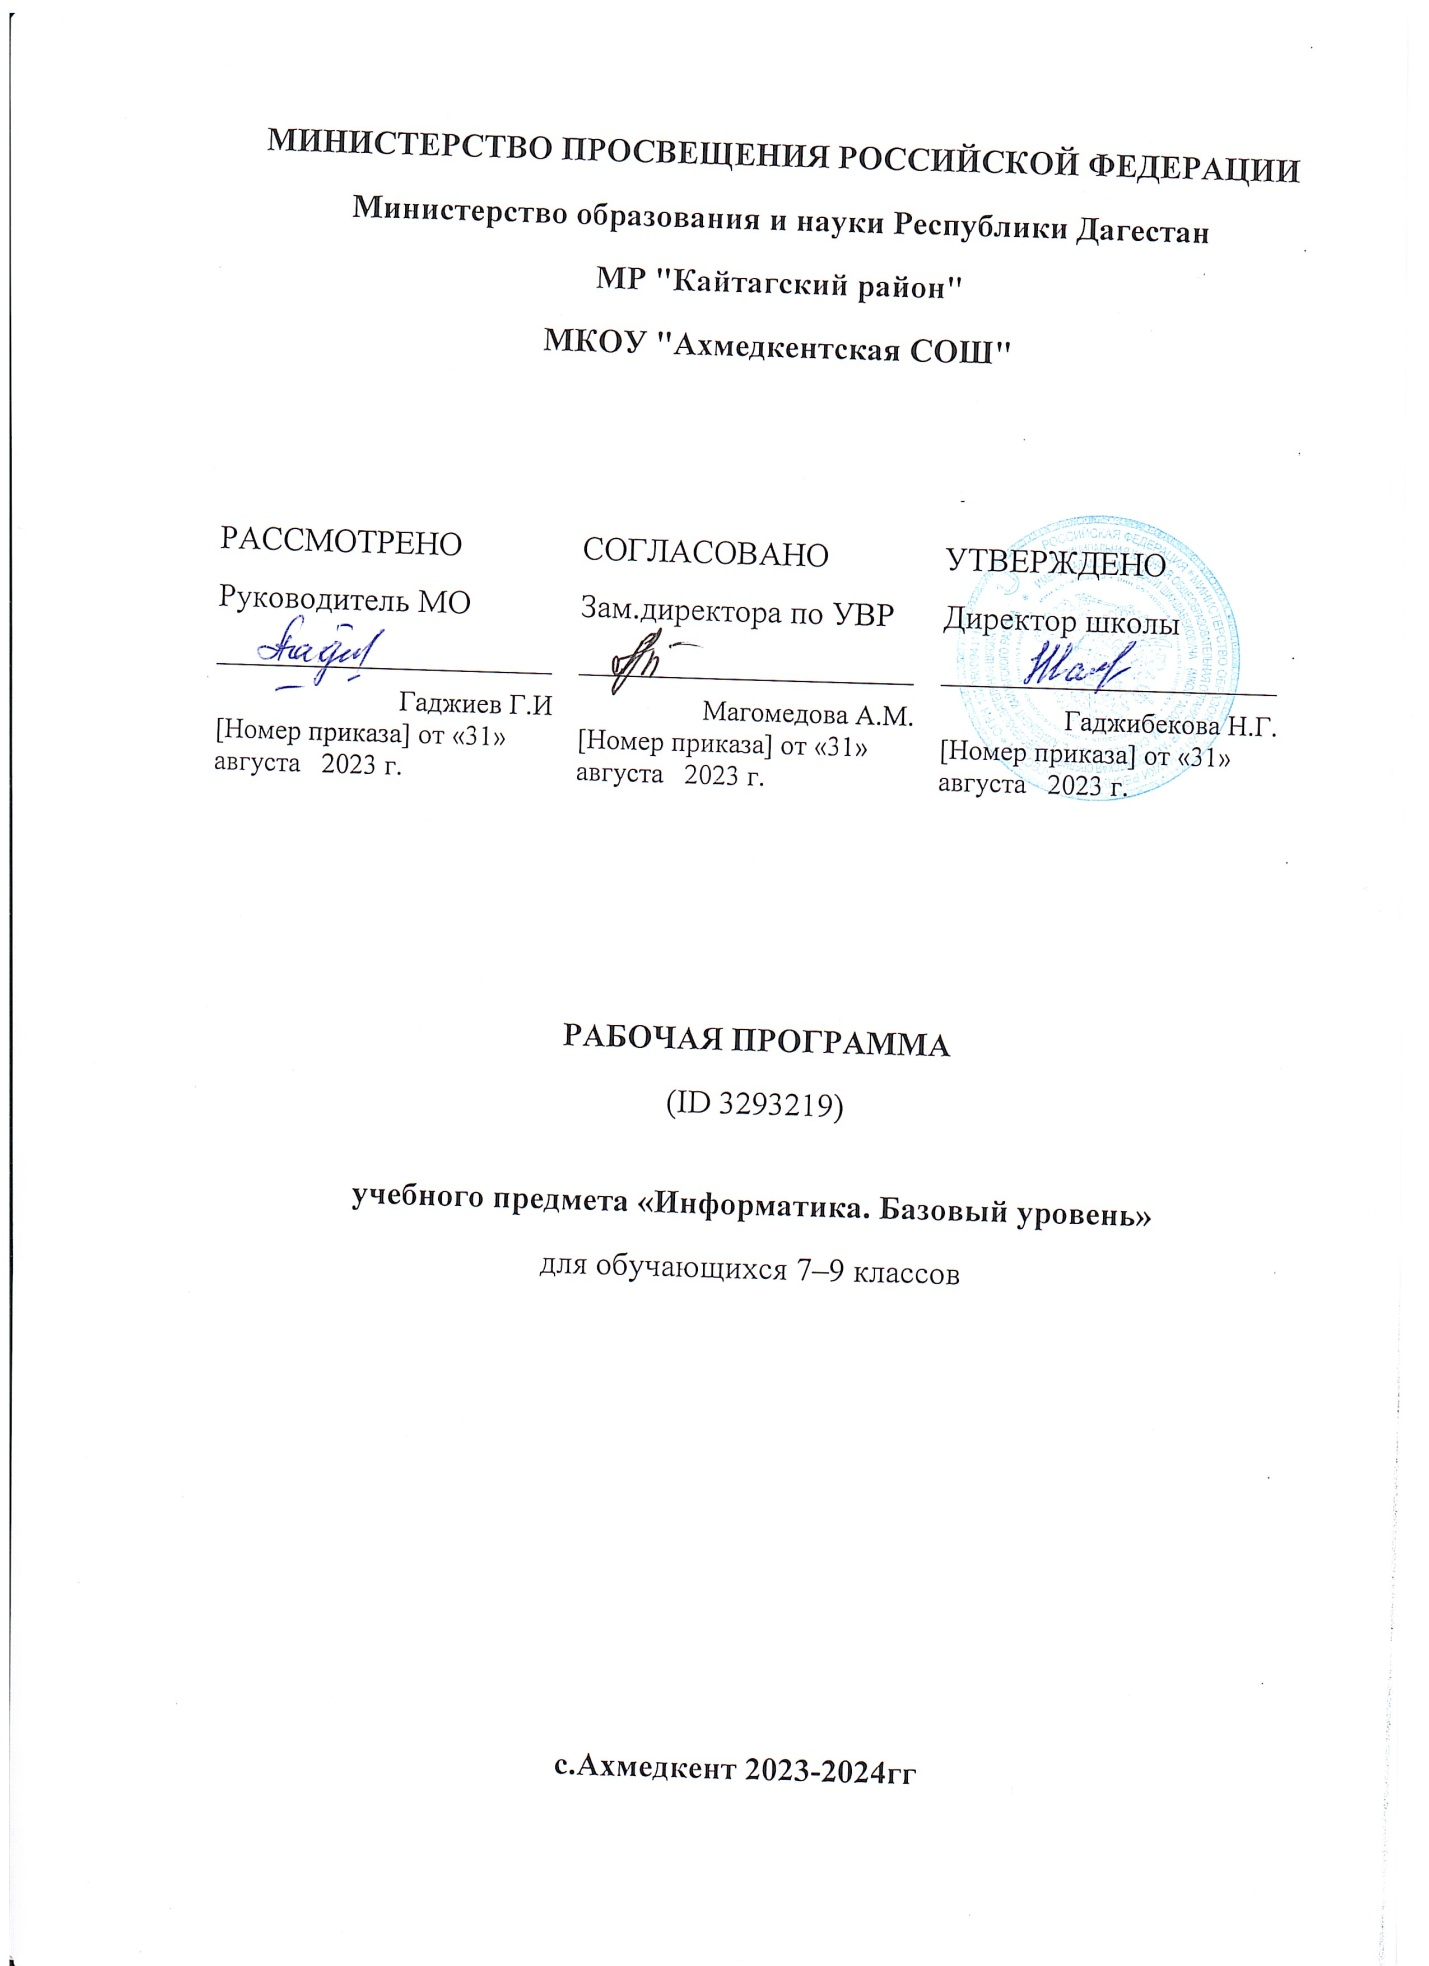 МИНИСТЕРСТВО ПРОСВЕЩЕНИЯ РОССИЙСКОЙ ФЕДЕРАЦИИ
Министерство образования и науки Республики Дагестан
МР "Кайтагский район"
МКОУ "Ахмедкентская СОШ"
РАССМОТРЕНО
Руководитель МО
Гаджиев Г.И
[Номер приказа] от «31»
августа 2023 г.
СОГЛАСОВАНО
Зам.директора по УВР
Магомедова А.М.
[Номер приказа] от «31»
августа 2023 г.
УТВЕРЖДЕНО
Директор школы
Гаджибекова Н.Г.
[Номер приказа] от «31»
августа 2023 г.
РАБОЧАЯ ПРОГРАММА
(ID 3293219)
учебного предмета «Информатика. Базовый уровень»
для обучающихся 7–9 классов
с.Ахмедкент 2023-2024гг